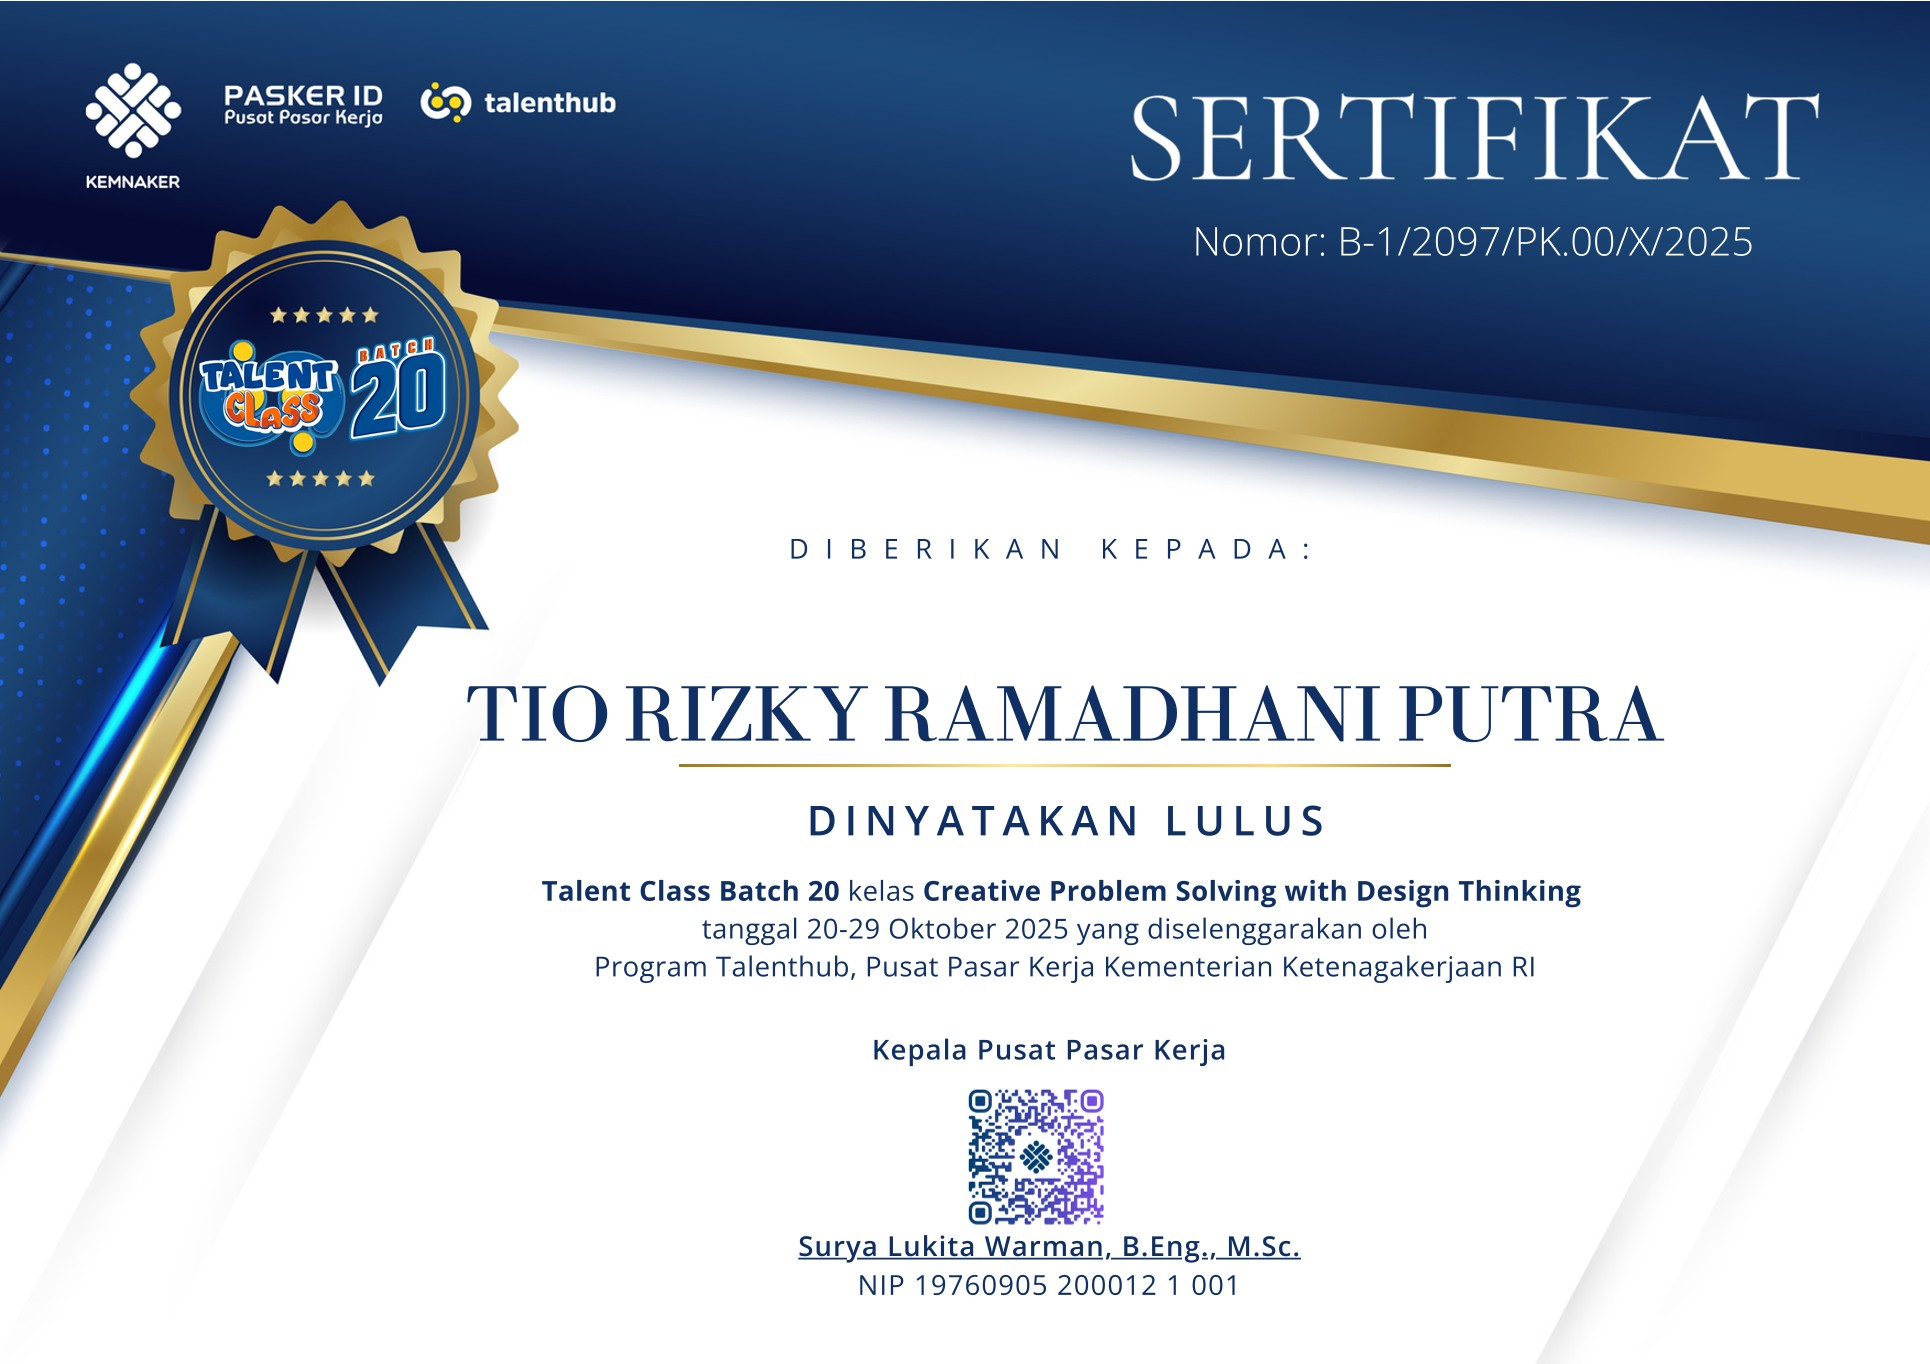 KEMNAKER
PASKER ID
Pusat Pasar Kerja
talenthub
SERTIFIKAT
Nomor: B-1/2097/PK.00/X/2025
TALENT CLASS
BATCH 20
DIBERIKAN KEPADA:
TIO RIZKY RAMADHANI PUTRA
DINYATAKAN LULUS
Talent Class Batch 20 kelas Creative Problem Solving with Design Thinking
tanggal 20-29 Oktober 2025 yang diselenggarakan oleh
Program Talenthub, Pusat Pasar Kerja Kementerian Ketenagakerjaan RI
Kepala Pusat Pasar Kerja
Surya Lukita Warman, B.Eng., M.Sc.
NIP 19760905 200012 1 001